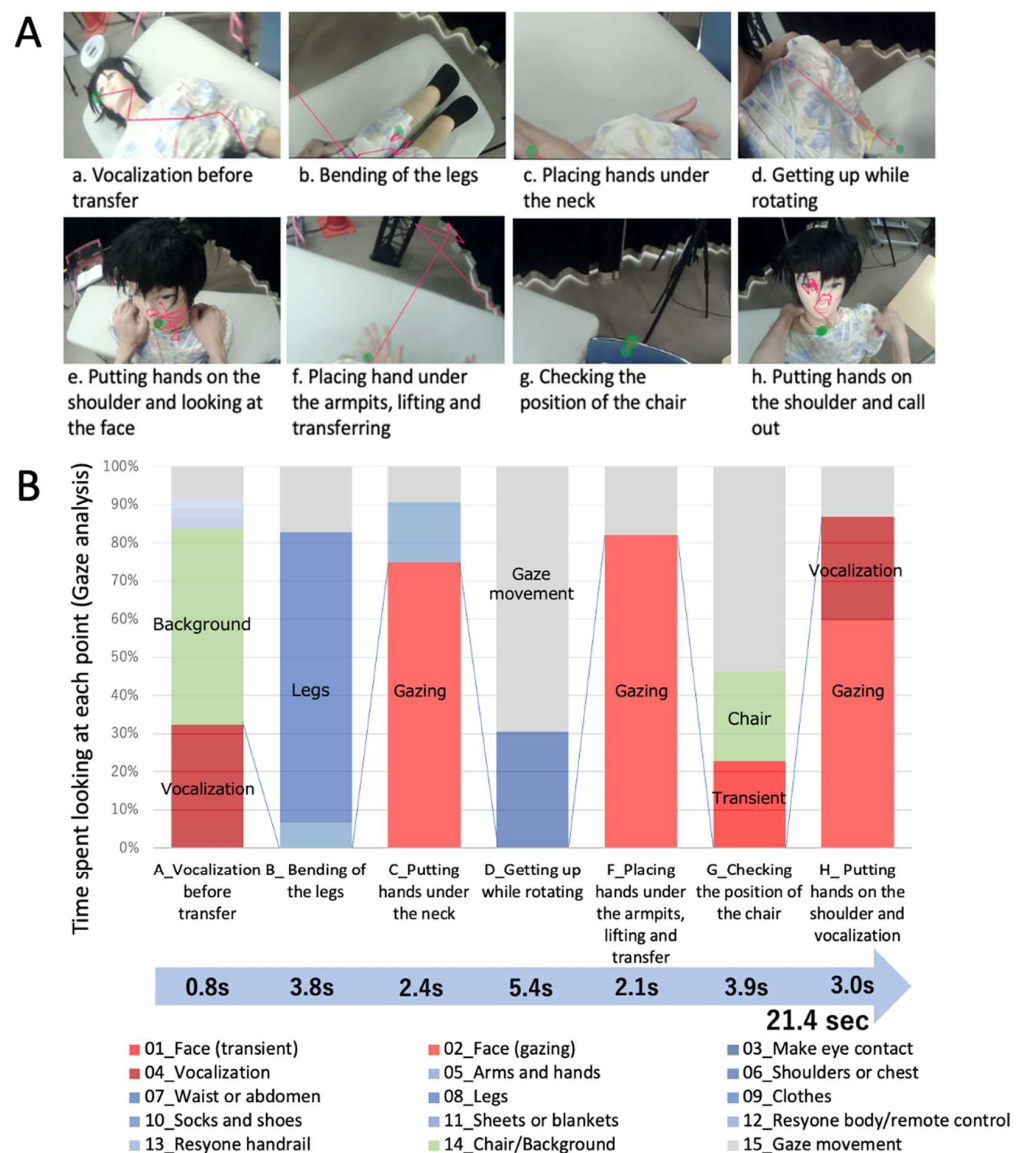 A
a. Vocalization before
transfer
b. Bending of the legs
c. Placing hands under
the neck
d. Getting up while
rotating
e. Putting hands on the
shoulder and looking at
the face
f. Placing hand under
the armpits, lifting and
transferring
g. Checking the
position of the chair
h. Putting hands on
the shoulder and call
out
B
Time spent looking at each point (Gaze analysis)
100%
90%
80%
70%
60%
50%
40%
30%
20%
10%
0%
Background
Vocalization
Legs
Gazing
Gaze
movement
Gazing
Chair
Transient
Vocalization
Gazing
A_Vocalization
before
transfer
B_ Bending of
the legs
C_Putting
hands under
the neck
D_Getting up
while rotating
F_Placing
hands under
the armpits,
lifting and
transfer
G_Checking
the position of
the chair
H_ Putting
hands on the
shoulder and
vocalization
0.8s 3.8s 2.4s 5.4s 2.1s 3.9s 3.0s
21.4 sec
01_Face (transient) 02_Face (gazing) 03_Make eye contact
04_Vocalization 05_Arms and hands 06_Shoulders or chest
07_Waist or abdomen 08_Legs 09_Clothes
10_Socks and shoes 11_Sheets or blankets 12_Resyone body/remote control
13_Resyone handrail 14_Chair/Background 15_Gaze movement